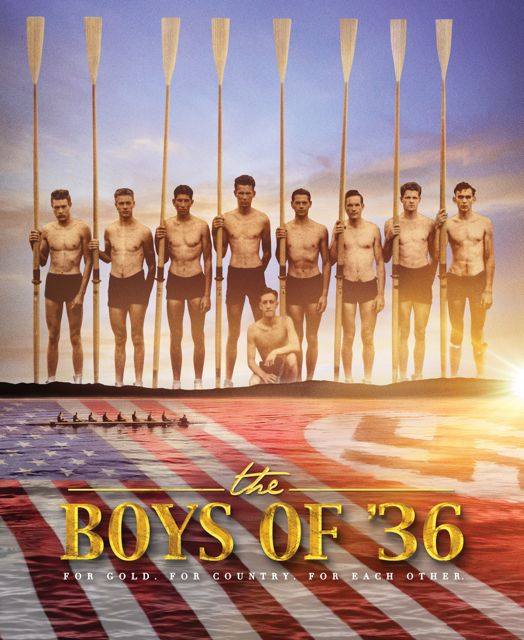 the
BOYS OF '36
FOR GOLD. FOR COUNTRY. FOR EACH OTHER.